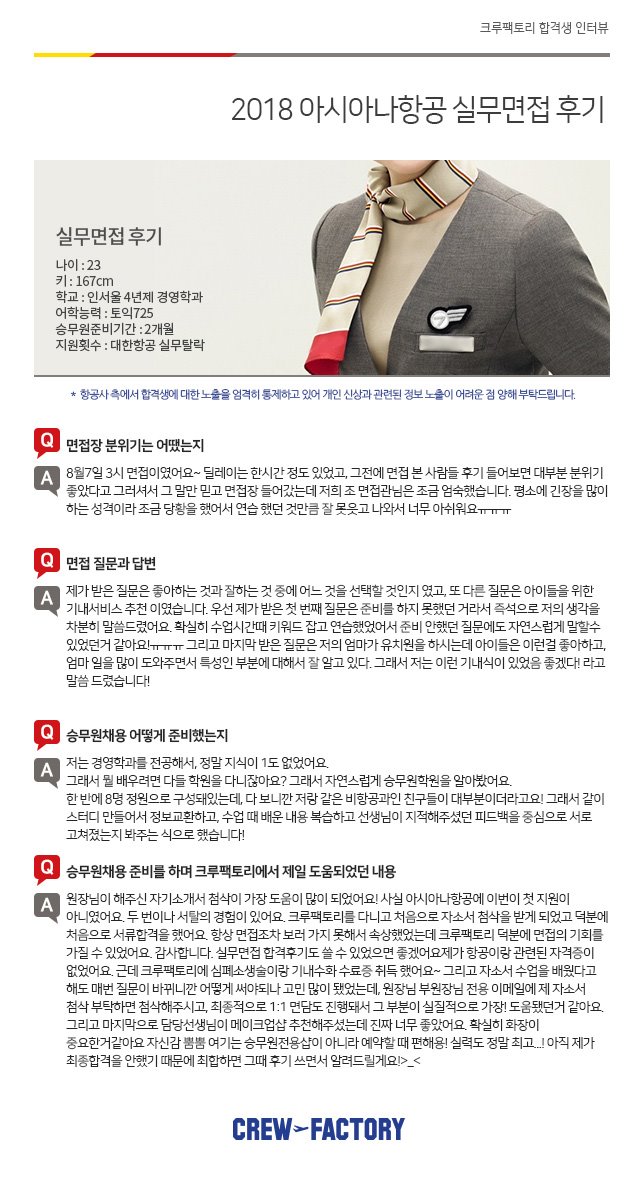 크루팩토리 합격생 인터뷰
2018 아시아나항공 실무면접 후기
실무면접 후기
나이 : 23
키 : 167cm
학교 : 인서울 4년제 경영학과
어학능력 : 토익725
승무원준비기간 : 2개월
지원횟수 : 대한항공 실무탈락
* 항공사 측에서 합격생에 대한 노출을 엄격히 통제하고 있어 개인 신상과 관련된 정보 노출이 어려운 점 양해 부탁드립니다.
Q 면접장 분위기는 어땠는지
A 8월7일 3시 면접이였어요~ 딜레이는 한시간 정도 있었고, 그전에 면접 본 사람들 후기 들어보면 대부분 분위기
좋았다고 그러셔서 그 말만 믿고 면접장 들어갔는데 저희 조 면접관님은 조금 엄숙했습니다. 평소에 긴장을 많이
하는 성격이라 조금 당황을 했어서 연습 했던 것만큼 잘 못웃고 나와서 너무 아쉬워요ㅠㅠㅠ
Q 면접 질문과 답변
A 제가 받은 질문은 좋아하는 것과 잘하는 것 중에 어느 것을 선택할 것인지 였고, 또 다른 질문은 아이들을 위한
기내서비스 추천 이였습니다. 우선 제가 받은 첫 번째 질문은 준비를 하지 못했던 거라서 즉석으로 저의 생각을
차분히 말씀드렸어요. 확실히 수업시간때 키워드 잡고 연습했었어서 준비 안했던 질문에도 자연스럽게 말할수
있었던거 같아요!ㅠㅠㅠ 그리고 마지막 받은 질문은 저의 엄마가 유치원을 하시는데 아이들은 이런걸 좋아하고,
엄마 일을 많이 도와주면서 특성인 부분에 대해서 잘 알고 있다. 그래서 저는 이런 기내식이 있었음 좋겠다! 라고
말씀 드렸습니다!
Q 승무원채용 어떻게 준비했는지
A 저는 경영학과를 전공해서, 정말 지식이 1도 없었어요.
그래서 뭘 배우려면 다들 학원을 다니잖아요? 그래서 자연스럽게 승무원학원을 알아봤어요.
한 반에 8명 정원으로 구성돼있는데, 다 보니깐 저랑 같은 비항공과인 친구들이 대부분이더라고요! 그래서 같이
스터디 만들어서 정보교환하고, 수업 때 배운 내용 복습하고 선생님이 지적해주셨던 피드백을 중심으로 서로
고쳐졌는지 봐주는 식으로 했습니다!
Q 승무원채용 준비를 하며 크루팩토리에서 제일 도움되었던 내용
A 원장님이 해주신 자기소개서 첨삭이 가장 도움이 많이 되었어요! 사실 아시아나항공에 이번이 첫 지원이
아니였어요. 두 번이나 서탈의 경험이 있어요. 크루팩토리를 다니고 처음으로 자소서 첨삭을 받게 되었고 덕분에
처음으로 서류합격을 했어요. 항상 면접조차 보러 가지 못해서 속상했었는데 크루팩토리 덕분에 면접의 기회를
가질 수 있었어요. 감사합니다. 실무면접 합격후기도 쓸 수 있었으면 좋겠어요제가 항공이랑 관련된 자격증이
없었어요. 근데 크루팩토리에 심폐소생술이랑 기내수화 수료증 취득 했어요~ 그리고 자소서 수업을 배웠다고
해도 매번 질문이 바뀌니깐 어떻게 써야되나 고민 많이 됐었는데, 원장님 부원장님 전용 이메일에 제 자소서
첨삭 부탁하면 첨삭해주시고, 최종적으로 1:1 면담도 진행돼서 그 부분이 실질적으로 가장! 도움됐던거 같아요.
그리고 마지막으로 담당선생님이 메이크업샵 추천해주셨는데 진짜 너무 좋았어요. 확실히 화장이
중요한거같아요 자신감 뿜뿜 여기는 승무원전용샵이 아니라 예약할 때 편해용! 실력도 정말 최고...! 아직 제가
최종합격을 안했기 때문에 최합하면 그때 후기 쓰면서 알려드릴게요!>_<
CREW FACTORY